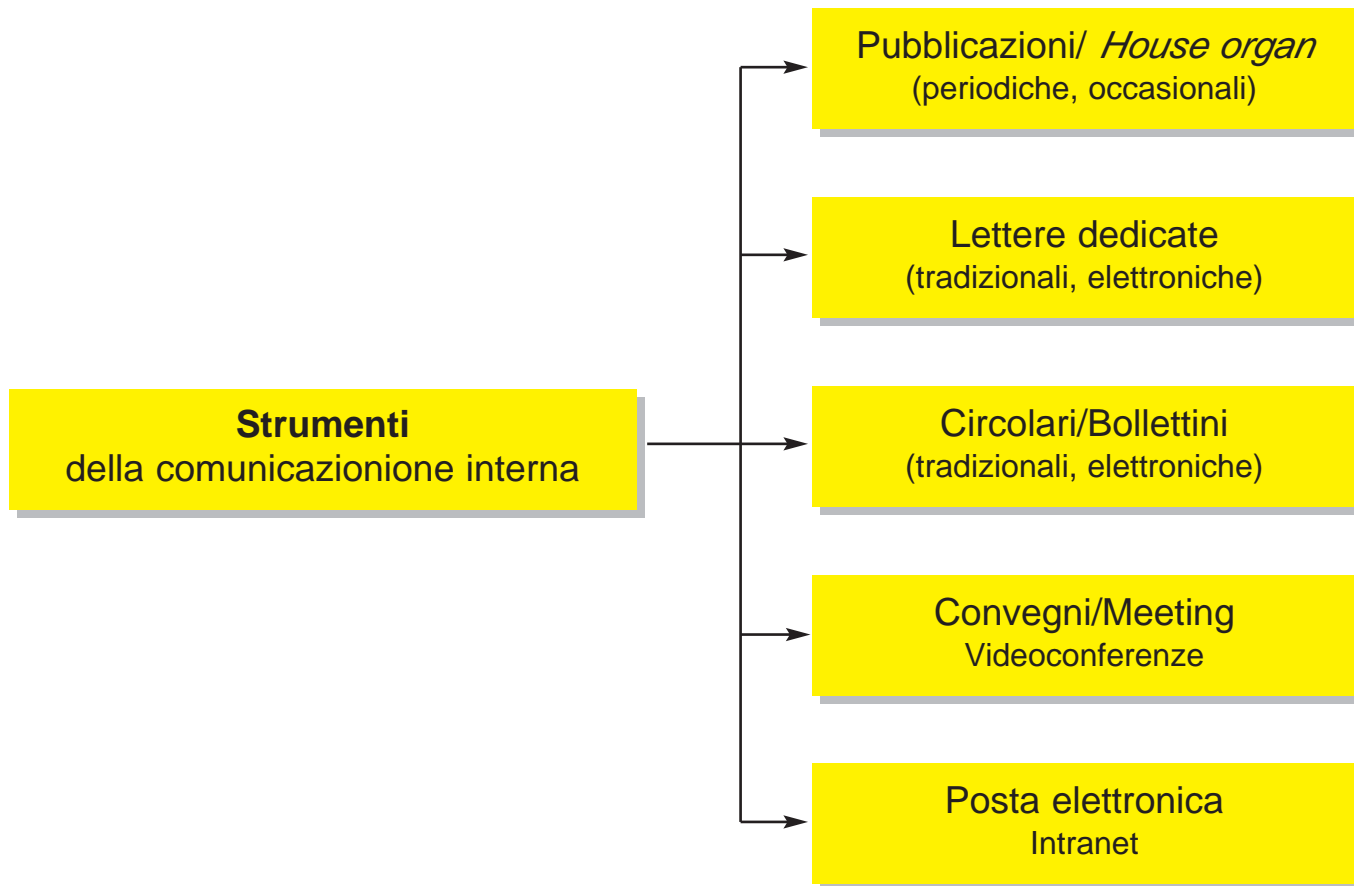 Pubblicazioni/ House organ
(periodiche, occasionali)
Lettere dedicate
(tradizionali, elettroniche)
Strumenti
della comunicazionione interna
Circolari/Bollettini
(tradizionali, elettroniche)
Convegni/Meeting
Videoconferenze
Posta elettronica
Intranet